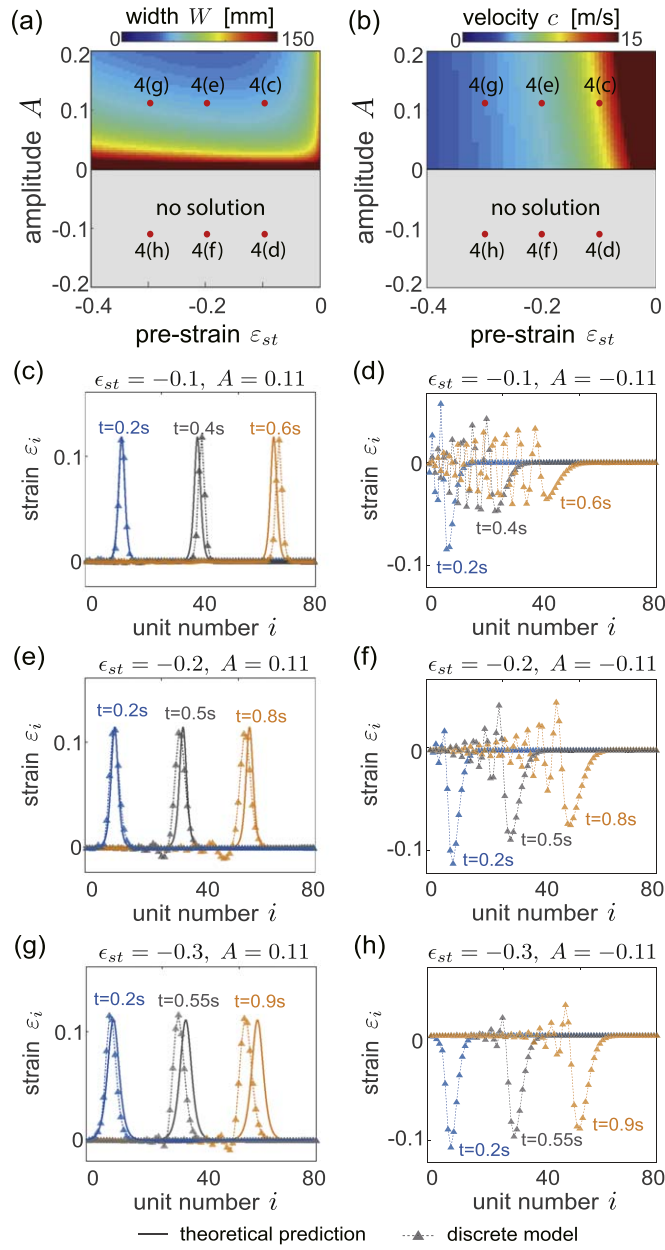 (a) width W [mm] (b) velocity c [m/s]
0 150 0 15
amplitude A
0.2
0.1
0
-0.1
-0.2
4(g) 4(e) 4(c)
no solution
4(h) 4(f) 4(d)
-0.4 -0.2 0
pre-strain ε_st
0.2
0.1
0
-0.1
-0.2
amplitude A
4(g) 4(e) 4(c)
no solution
4(h) 4(f) 4(d)
-0.4 -0.2 0
pre-strain ε_st
(c) ϵ_st = −0.1, A = 0.11
t=0.2s t=0.4s t=0.6s
strain ε_i
0.1
0
0 40 80
unit number i
(d) ϵ_st = −0.1, A = −0.11
strain ε_i
0
-0.1
t=0.6s
t=0.4s
t=0.2s
0 40 80
unit number i
(e) ϵ_st = −0.2, A = 0.11
t=0.2s t=0.5s t=0.8s
strain ε_i
0.1
0
0 40 80
unit number i
(f) ϵ_st = −0.2, A = −0.11
strain ε_i
0
-0.1
t=0.8s
t=0.5s
t=0.2s
0 40 80
unit number i
(g) ϵ_st = −0.3, A = 0.11
t=0.2s t=0.55s t=0.9s
strain ε_i
0.1
0
0 40 80
unit number i
(h) ϵ_st = −0.3, A = −0.11
strain ε_i
0
-0.1
t=0.2s
t=0.55s
t=0.9s
0 40 80
unit number i
theoretical prediction discrete model